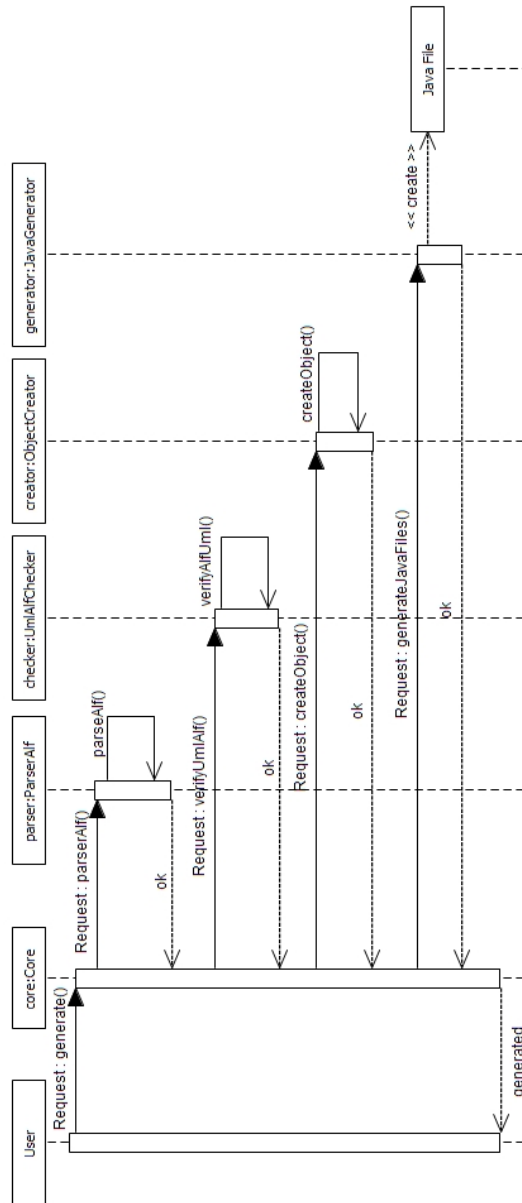 User
core:Core
parser:ParserAlf
checker:UmlAlfChecker
creator:ObjectCreator
generator:JavaGenerator
Request : generate()
Request : parserAlf()
parseAlf()
ok
Request : verifyUmlAlf()
verifyAlfUml()
ok
Request : createObject()
createObject()
ok
Request : generateJavaFiles()
<< create >>
Java File
ok
generated